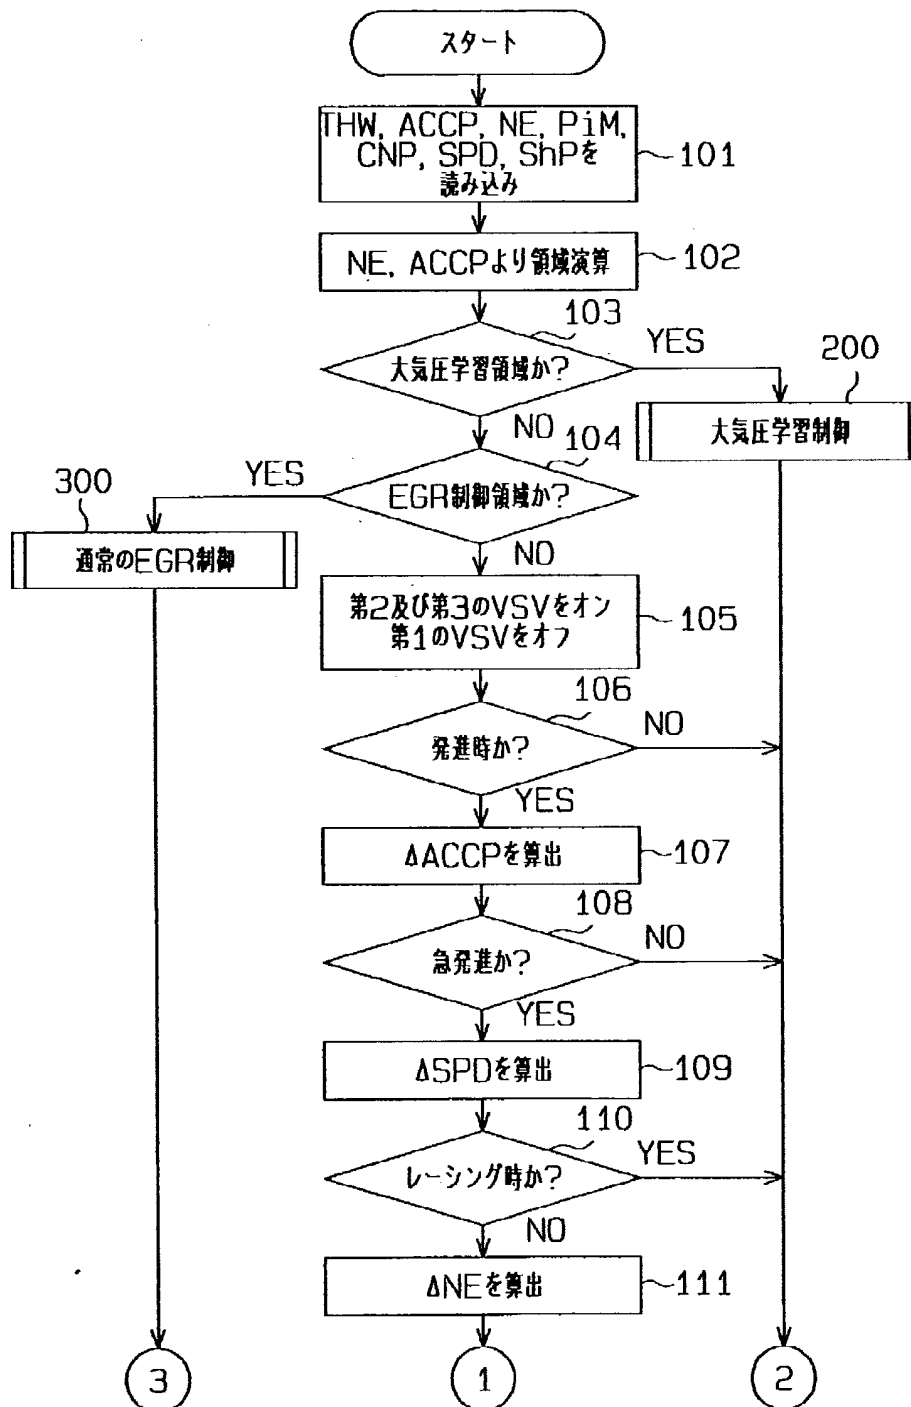 スタート
THW, ACCP, NE, PiM,
CNP, SPD, ShPを
読み込み
101
NE, ACCPより領域演算
102
103
大気圧学習領域か?
YES
200
大気圧学習制御
NO
104
EGR制御領域か?
YES
300
通常のEGR制御
NO
第2及び第3のVSVをオン
第1のVSVをオフ
105
106
発進時か?
NO
YES
ΔACCPを算出
107
108
急発進か?
NO
YES
ΔSPDを算出
109
110
レーシング時か?
YES
NO
ΔNEを算出
111
3
1
2